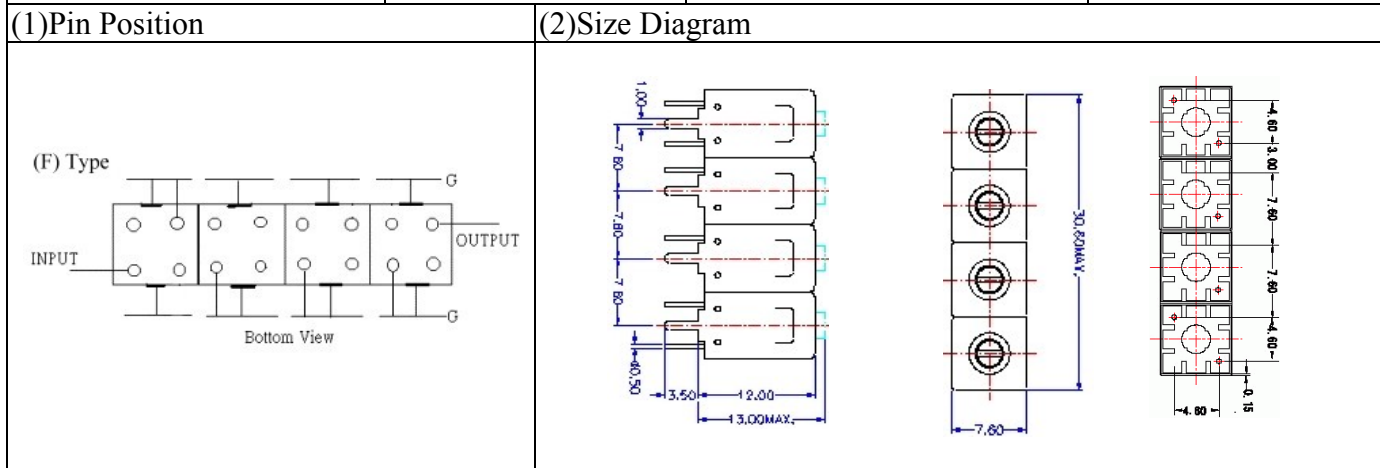 (1)Pin Position
(2)Size Diagram
(F) Type
G
INPUT
OUTPUT
G
Bottom View
1.00
7.80
7.80
7.80
Φ0.50
3.50
12.00
13.00MAX.
30.60MAX.
7.60
4.60
3.00
7.60
7.60
4.60
0.15
4.60